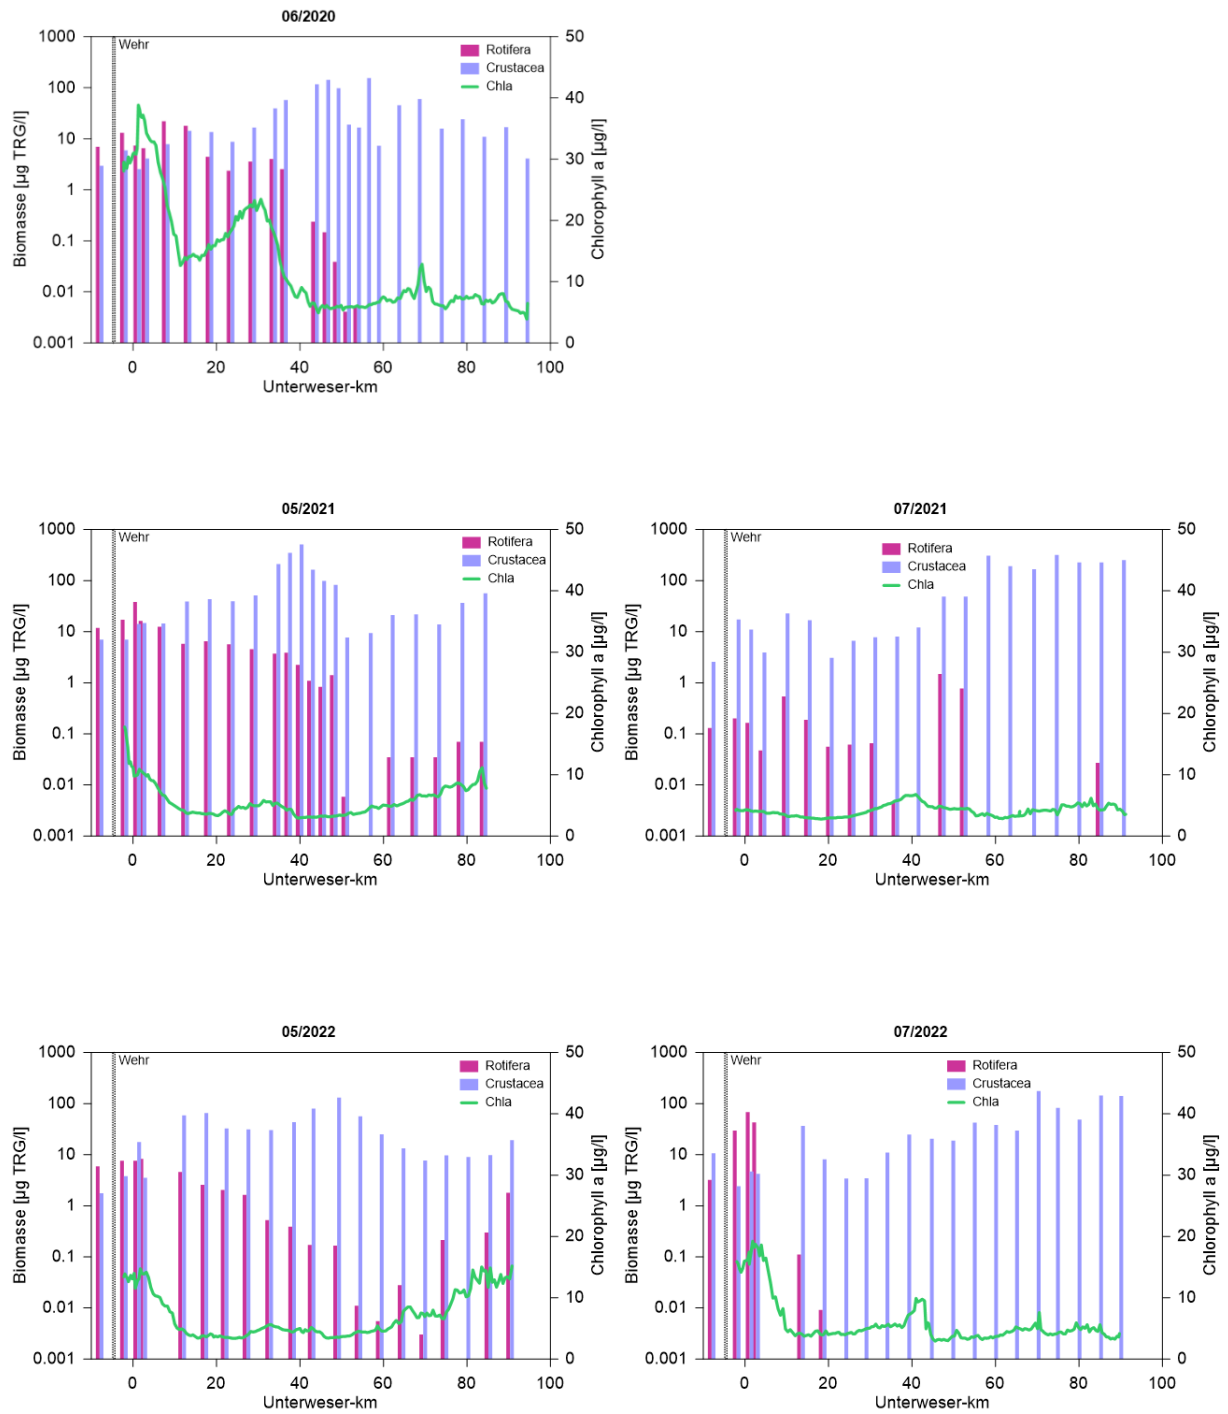 06/2020
1000
100
10
1
0.1
0.01
0.001
Biomasse [µg TRG/l]
Wehr
Rotifera
Crustacea
Chla
50
40
30
20
10
0
Chlorophyll a [µg/l]
0 20 40 60 80 100
Unterweser-km
05/2021
1000
100
10
1
0.1
0.01
0.001
Biomasse [µg TRG/l]
Wehr
Rotifera
Crustacea
Chla
50
40
30
20
10
0
Chlorophyll a [µg/l]
0 20 40 60 80 100
Unterweser-km
07/2021
1000
100
10
1
0.1
0.01
0.001
Biomasse [µg TRG/l]
Wehr
Rotifera
Crustacea
Chla
50
40
30
20
10
0
Chlorophyll a [µg/l]
0 20 40 60 80 100
Unterweser-km
05/2022
1000
100
10
1
0.1
0.01
0.001
Biomasse [µg TRG/l]
Wehr
Rotifera
Crustacea
Chla
50
40
30
20
10
0
Chlorophyll a [µg/l]
0 20 40 60 80 100
Unterweser-km
07/2022
1000
100
10
1
0.1
0.01
0.001
Biomasse [µg TRG/l]
Wehr
Rotifera
Crustacea
Chla
50
40
30
20
10
0
Chlorophyll a [µg/l]
0 20 40 60 80 100
Unterweser-km